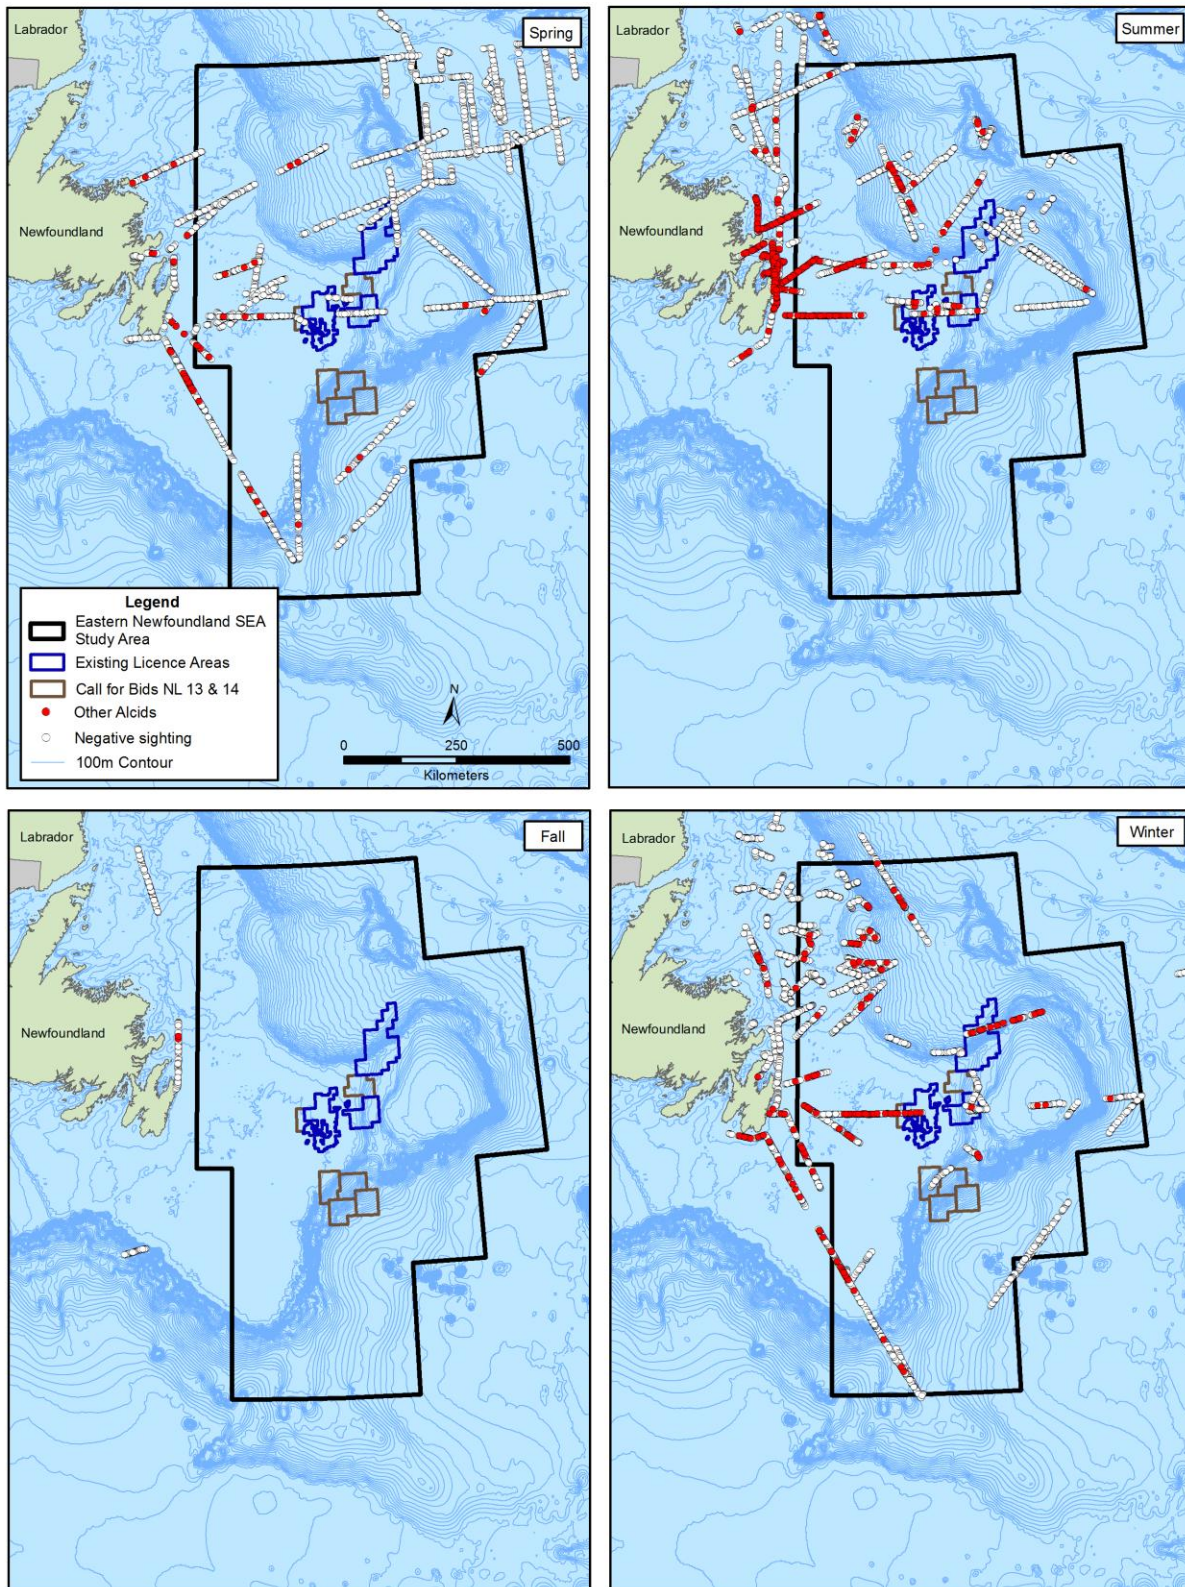 Labrador
Spring
Newfoundland
Legend
Eastern Newfoundland SEA
Study Area
Existing Licence Areas
Call for Bids NL 13 & 14
Other Alcids
Negative sighting
100m Contour
N
0 250 500
Kilometers
Labrador
Summer
Newfoundland
Labrador
Fall
Newfoundland
Labrador
Winter
Newfoundland